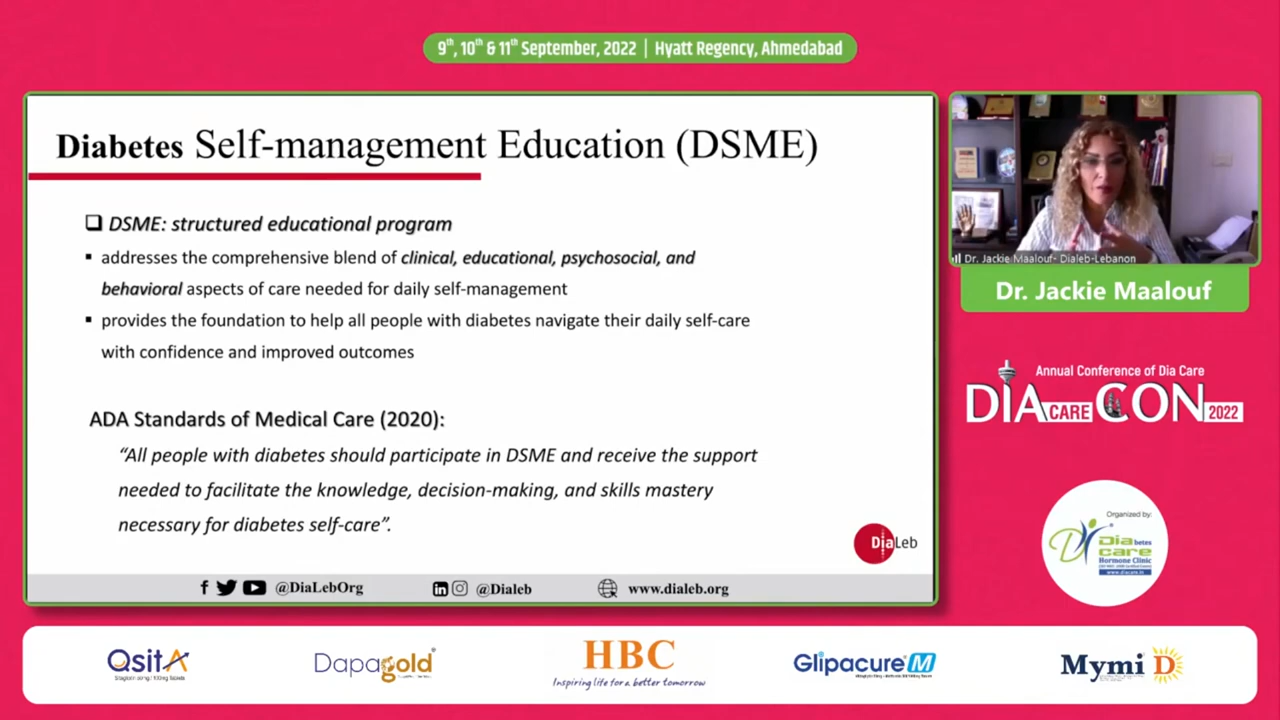 9th, 10th & 11th September, 2022 | Hyatt Regency, Ahmedabad
Diabetes Self-management Education (DSME)
DSME: structured educational program
addresses the comprehensive blend of clinical, educational, psychosocial, and
behavioral aspects of care needed for daily self-management
provides the foundation to help all people with diabetes navigate their daily self-care
with confidence and improved outcomes
ADA Standards of Medical Care (2020):
“All people with diabetes should participate in DSME and receive the support
needed to facilitate the knowledge, decision-making, and skills mastery
necessary for diabetes self-care”.
DiaLeb
@DiaLebOrg
@Dialeb
www.dialeb.org
Dr. Jackie Maalouf- Dialeb-Lebanon
Dr. Jackie Maalouf
Annual Conference of Dia Care
DIA CARE CON 2022
Organized by:
Diabetes
care
Hormone Clinic
www.diacare.in
QsitA
Dapagold
HBC
Inspiring life for a better tomorrow
Glipacure M
Mymi D